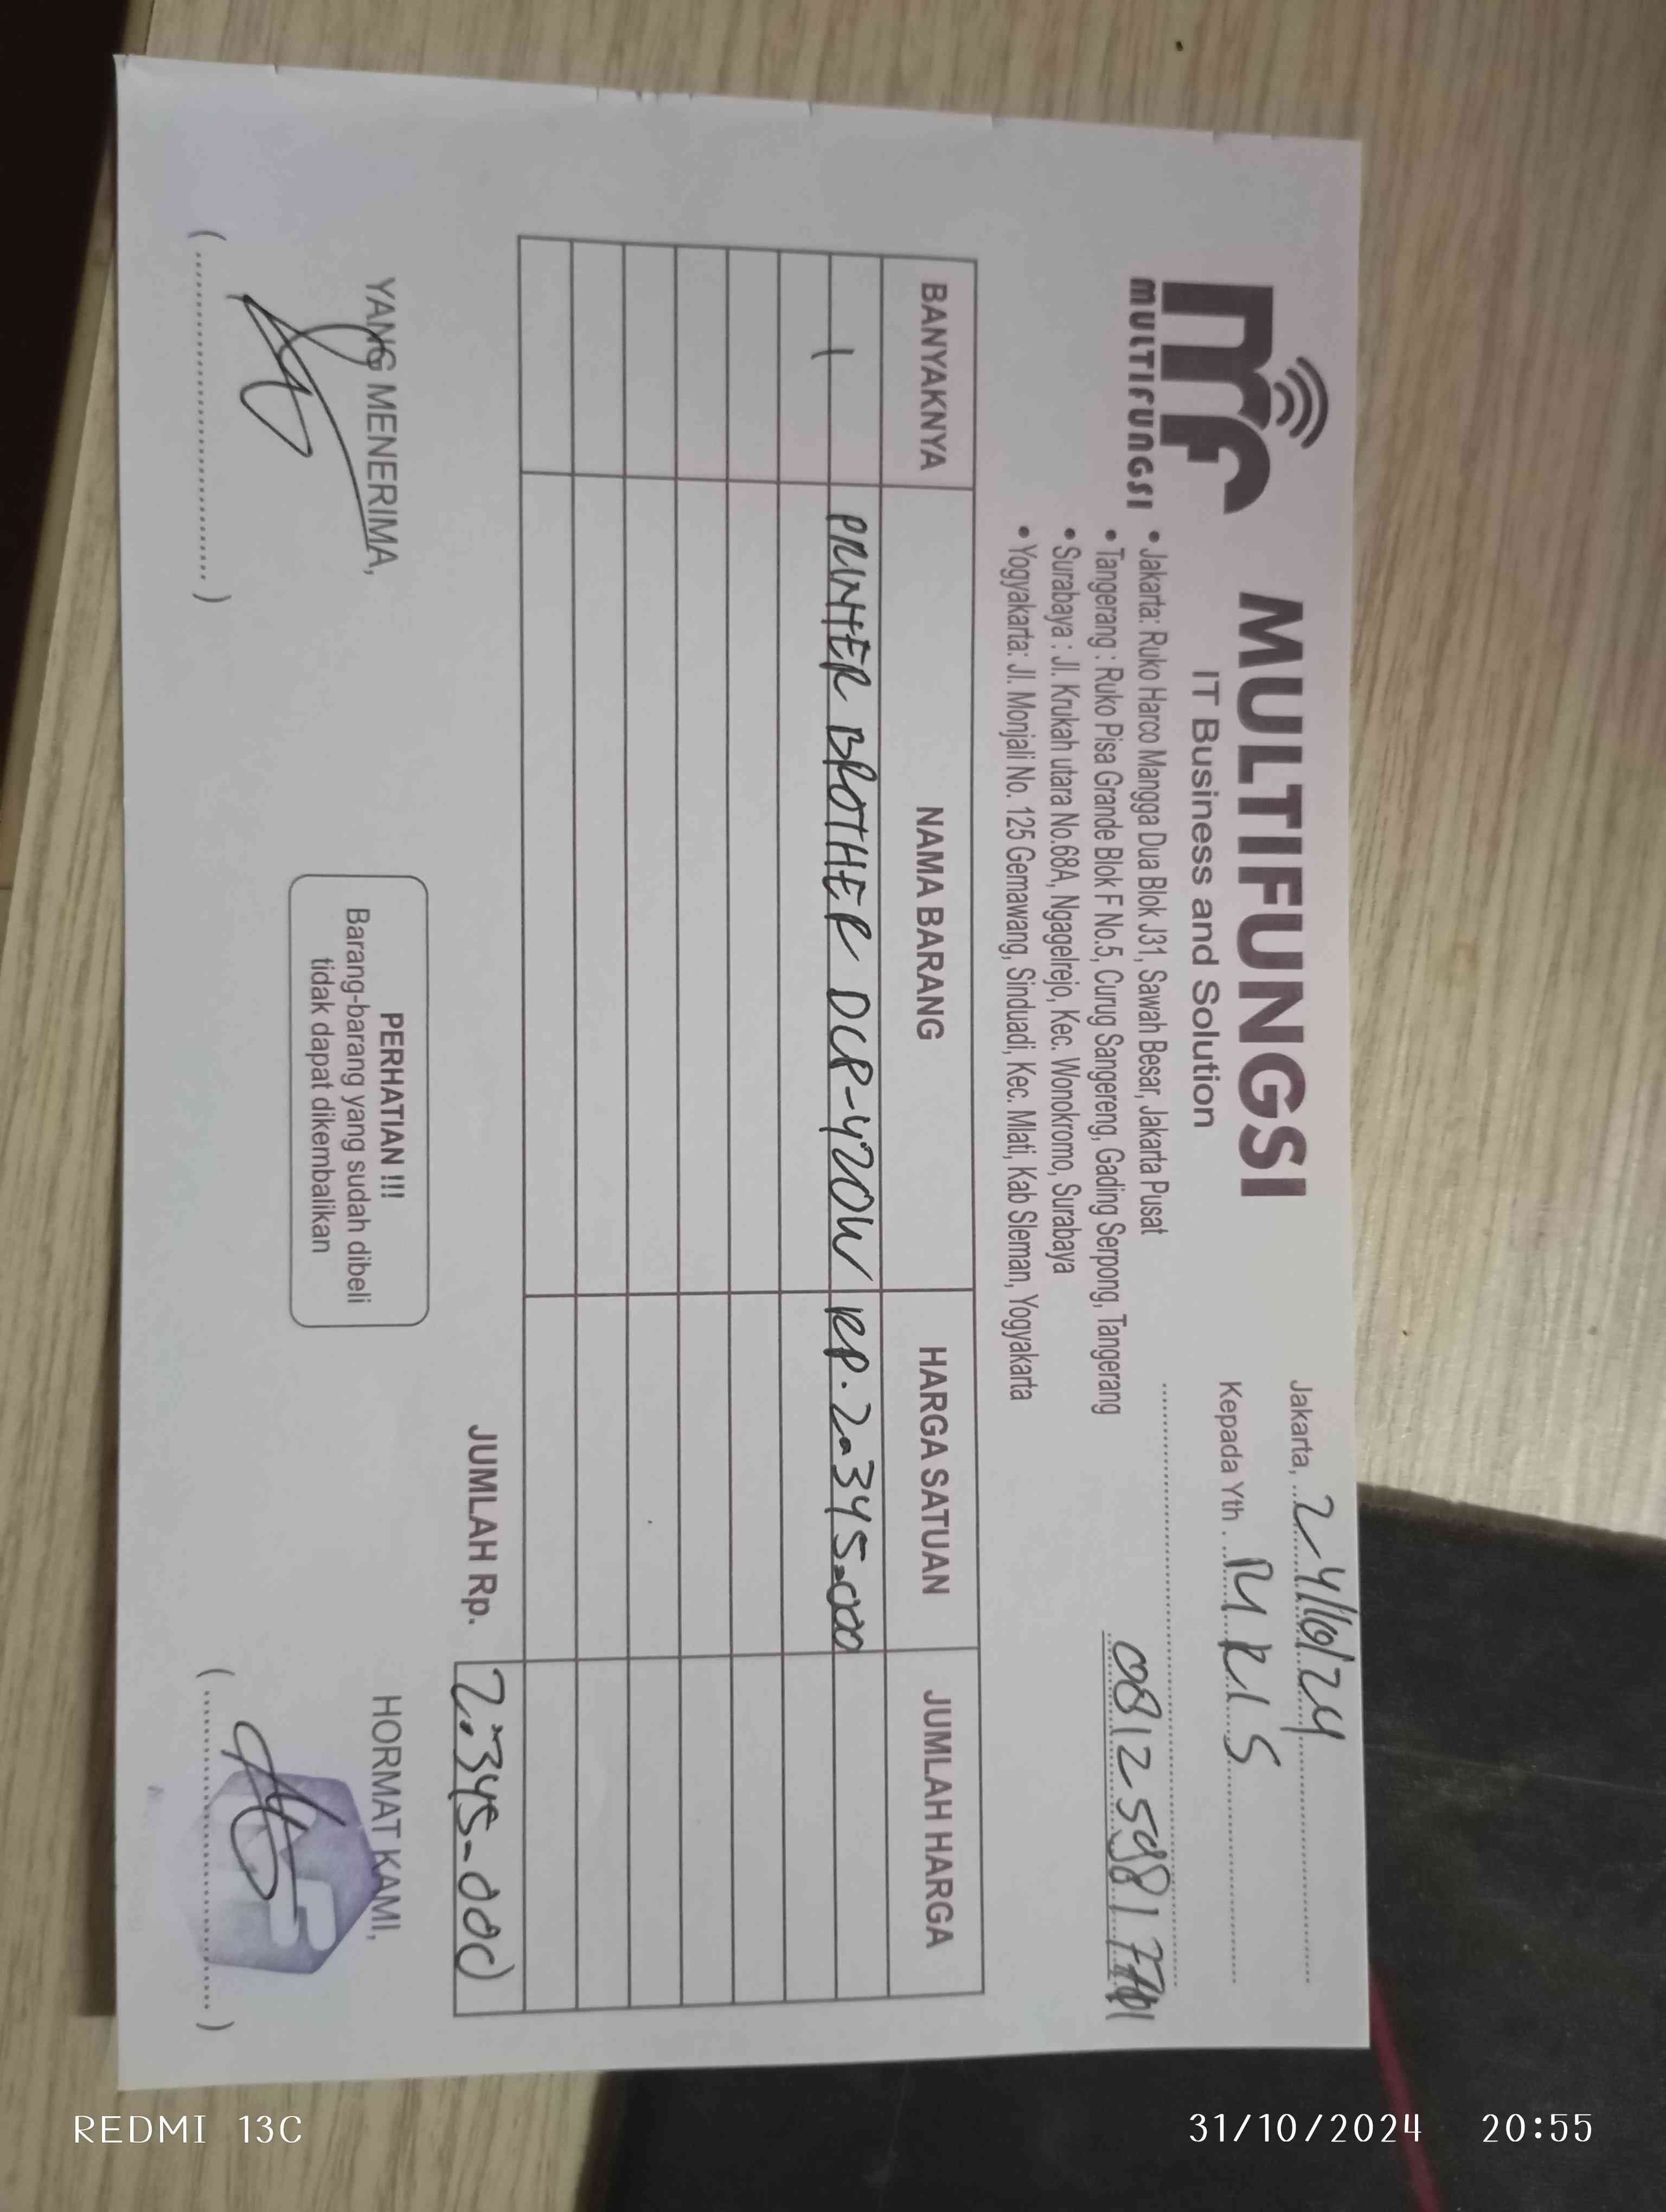 MULTIFUNGSI
MULTIFUNGSI
IT Business and Solution
• Jakarta: Ruko Harco Mangga Dua Blok J31, Sawah Besar, Jakarta Pusat
• Tangerang : Ruko Pisa Grande Blok F No.5, Curug Sangereng, Gading Serpong, Tangerang
• Surabaya : Jl. Krukah utara No.68A, Ngagelrejo, Kec. Wonokromo, Surabaya
• Yogyakarta: Jl. Monjali No. 125 Gemawang, Sinduadi, Kec. Mlati, Kab Sleman, Yogyakarta
Jakarta, 24/10/24
Kepada Yth .
BANYAKNYA NAMA BARANG HARGA SATUAN JUMLAH HARGA
1 PRINTER BROTHER DCP-420W RP. 2.345.000
JUMLAH Rp. 2.345.000
YANG MENERIMA,
PERHATIAN !!!
Barang-barang yang sudah dibeli
tidak dapat dikembalikan
HORMAT KAMI,
REDMI 13C
31/10/2024 20:55